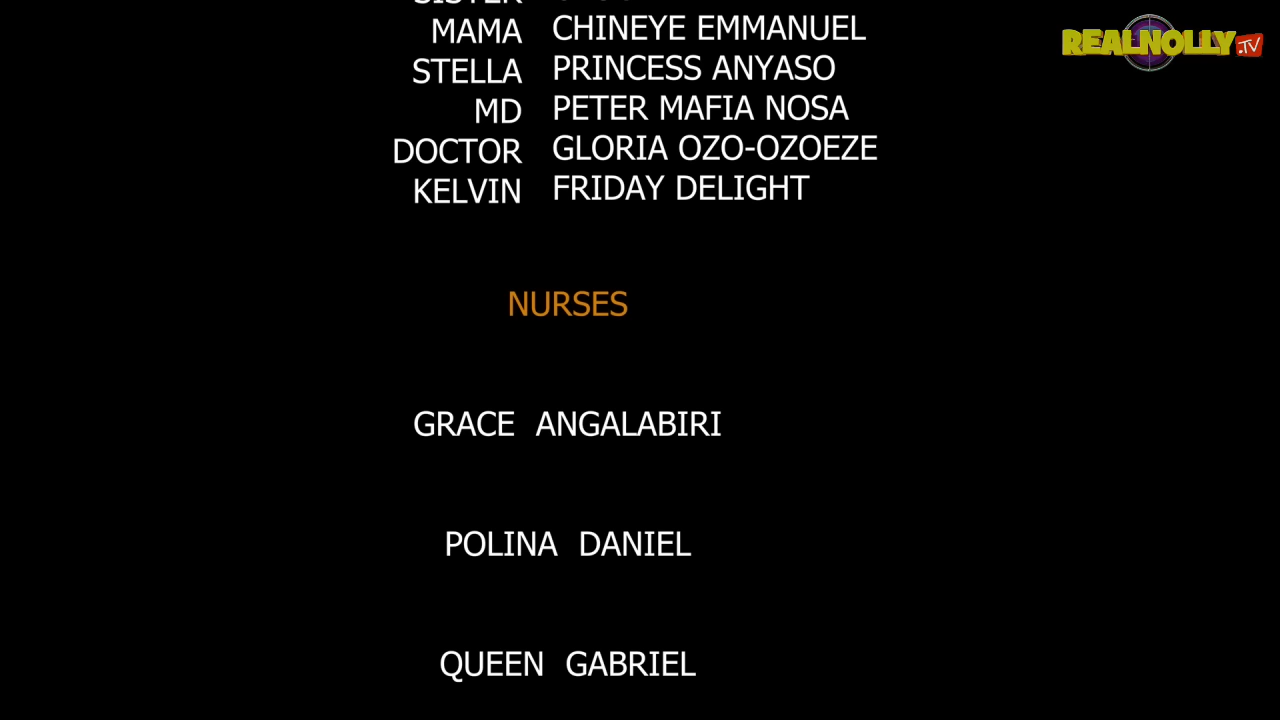 SISTER
MAMA CHINEYE EMMANUEL
STELLA PRINCESS ANYASO
MD PETER MAFIA NOSA
DOCTOR GLORIA OZO-OZOEZE
KELVIN FRIDAY DELIGHT
NURSES
GRACE ANGALABIRI
POLINA DANIEL
QUEEN GABRIEL
REALNOLLY.TV